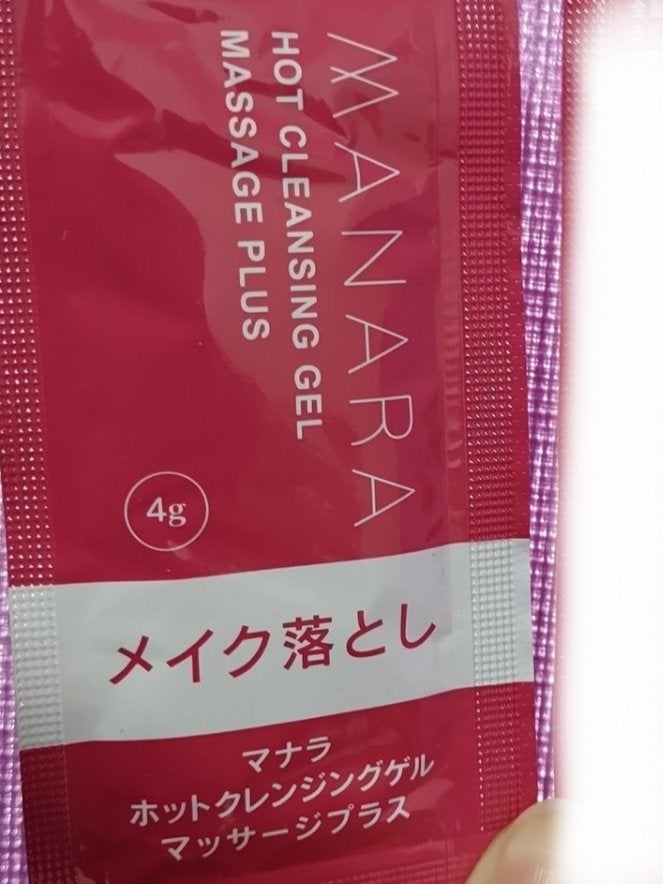 MANARA
HOT CLEANSING GEL
MASSAGE PLUS
4g
メイク落とし
マナラ
ホットクレンジングゲル
マッサージプラス